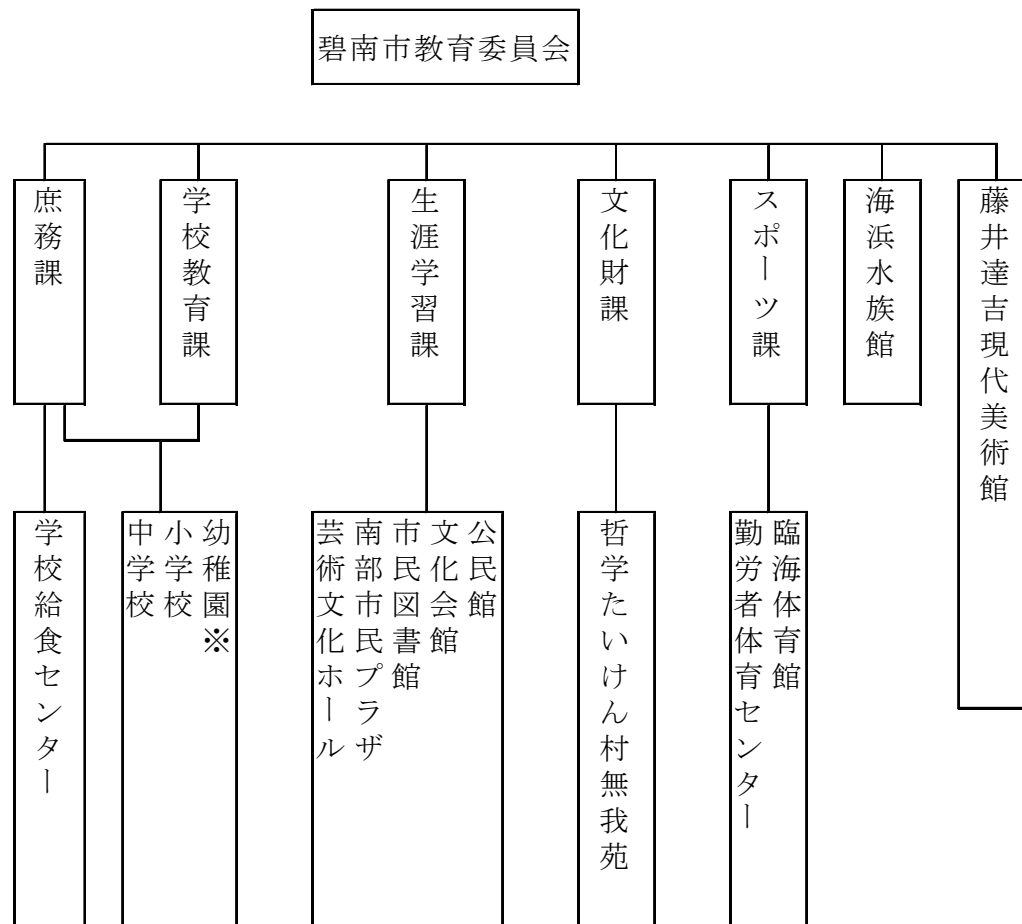 碧南市教育委員会
庶務課
学校教育課
生涯学習課
文化財課
スポーツ課
海浜水族館
藤井達吉現代美術館
学校給食センター
幼稚園※
小学校
中学校
公民館
文化会館
市民図書館
南部市民プラザ
芸術文化ホール
哲学たいけん村無我苑
臨海体育館
勤労者体育センター